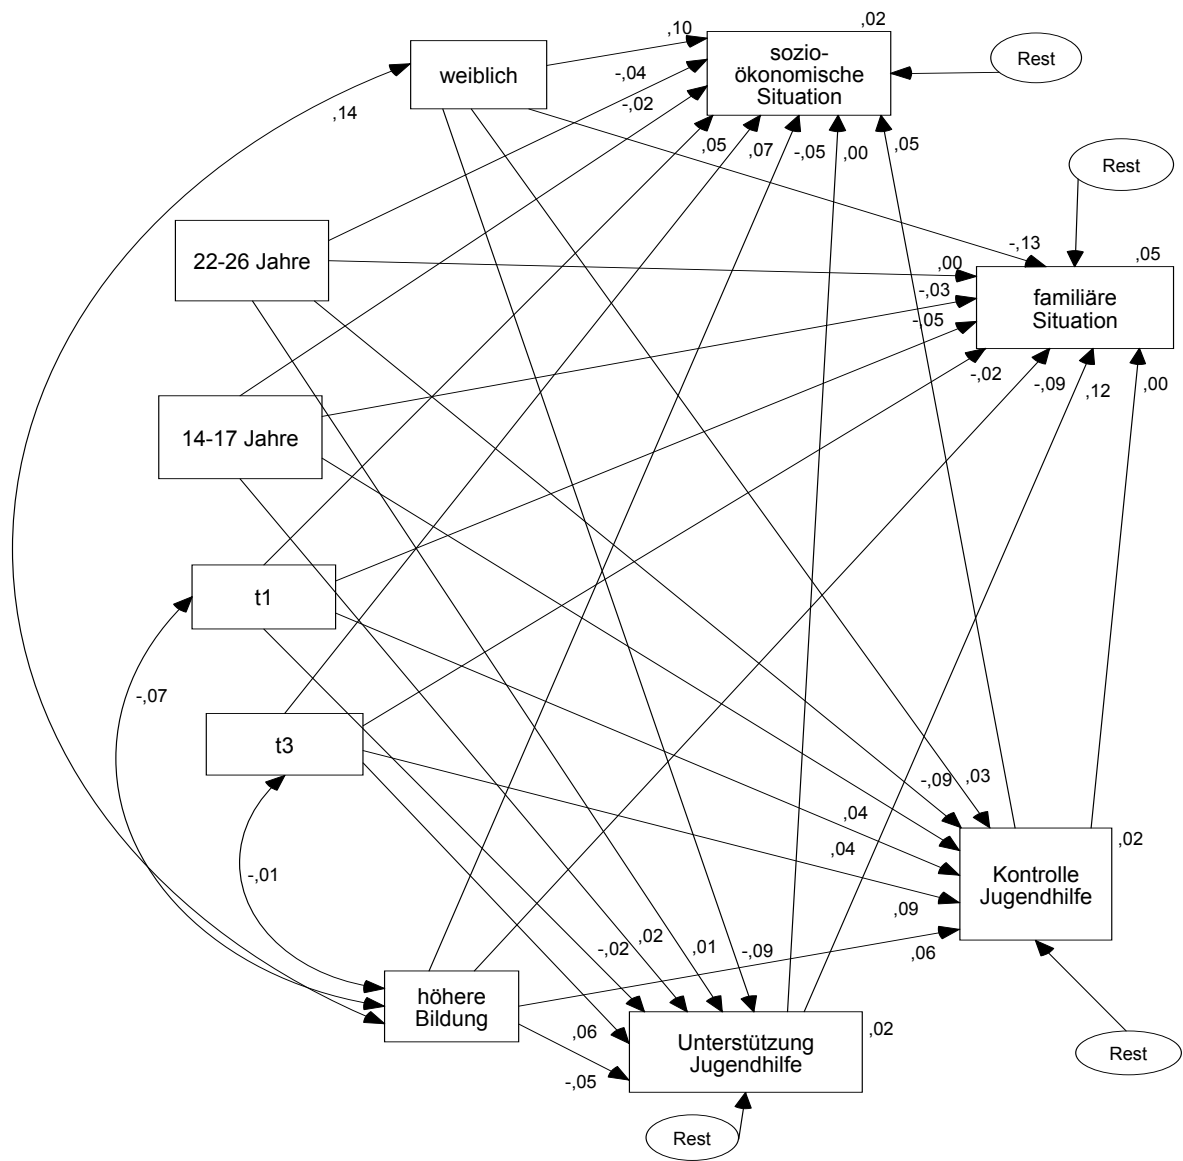 ,02
,10
sozio-
ökonomische
Situation
Rest
weiblich
-,04
-,02
,14
,05
,07
-,05
,00
,05
Rest
-,13
,05
22-26 Jahre
,00
-,03
familiäre
Situation
-,05
-,02
-,09
,12
,00
14-17 Jahre
t1
-,07
t3
-,09
,03
,04
,04
,02
Kontrolle
Jugendhilfe
-,01
,09
,06
-,02
,02
,01
-,09
höhere
Bildung
,06
-,05
Unterstützung
Jugendhilfe
,02
Rest
Rest